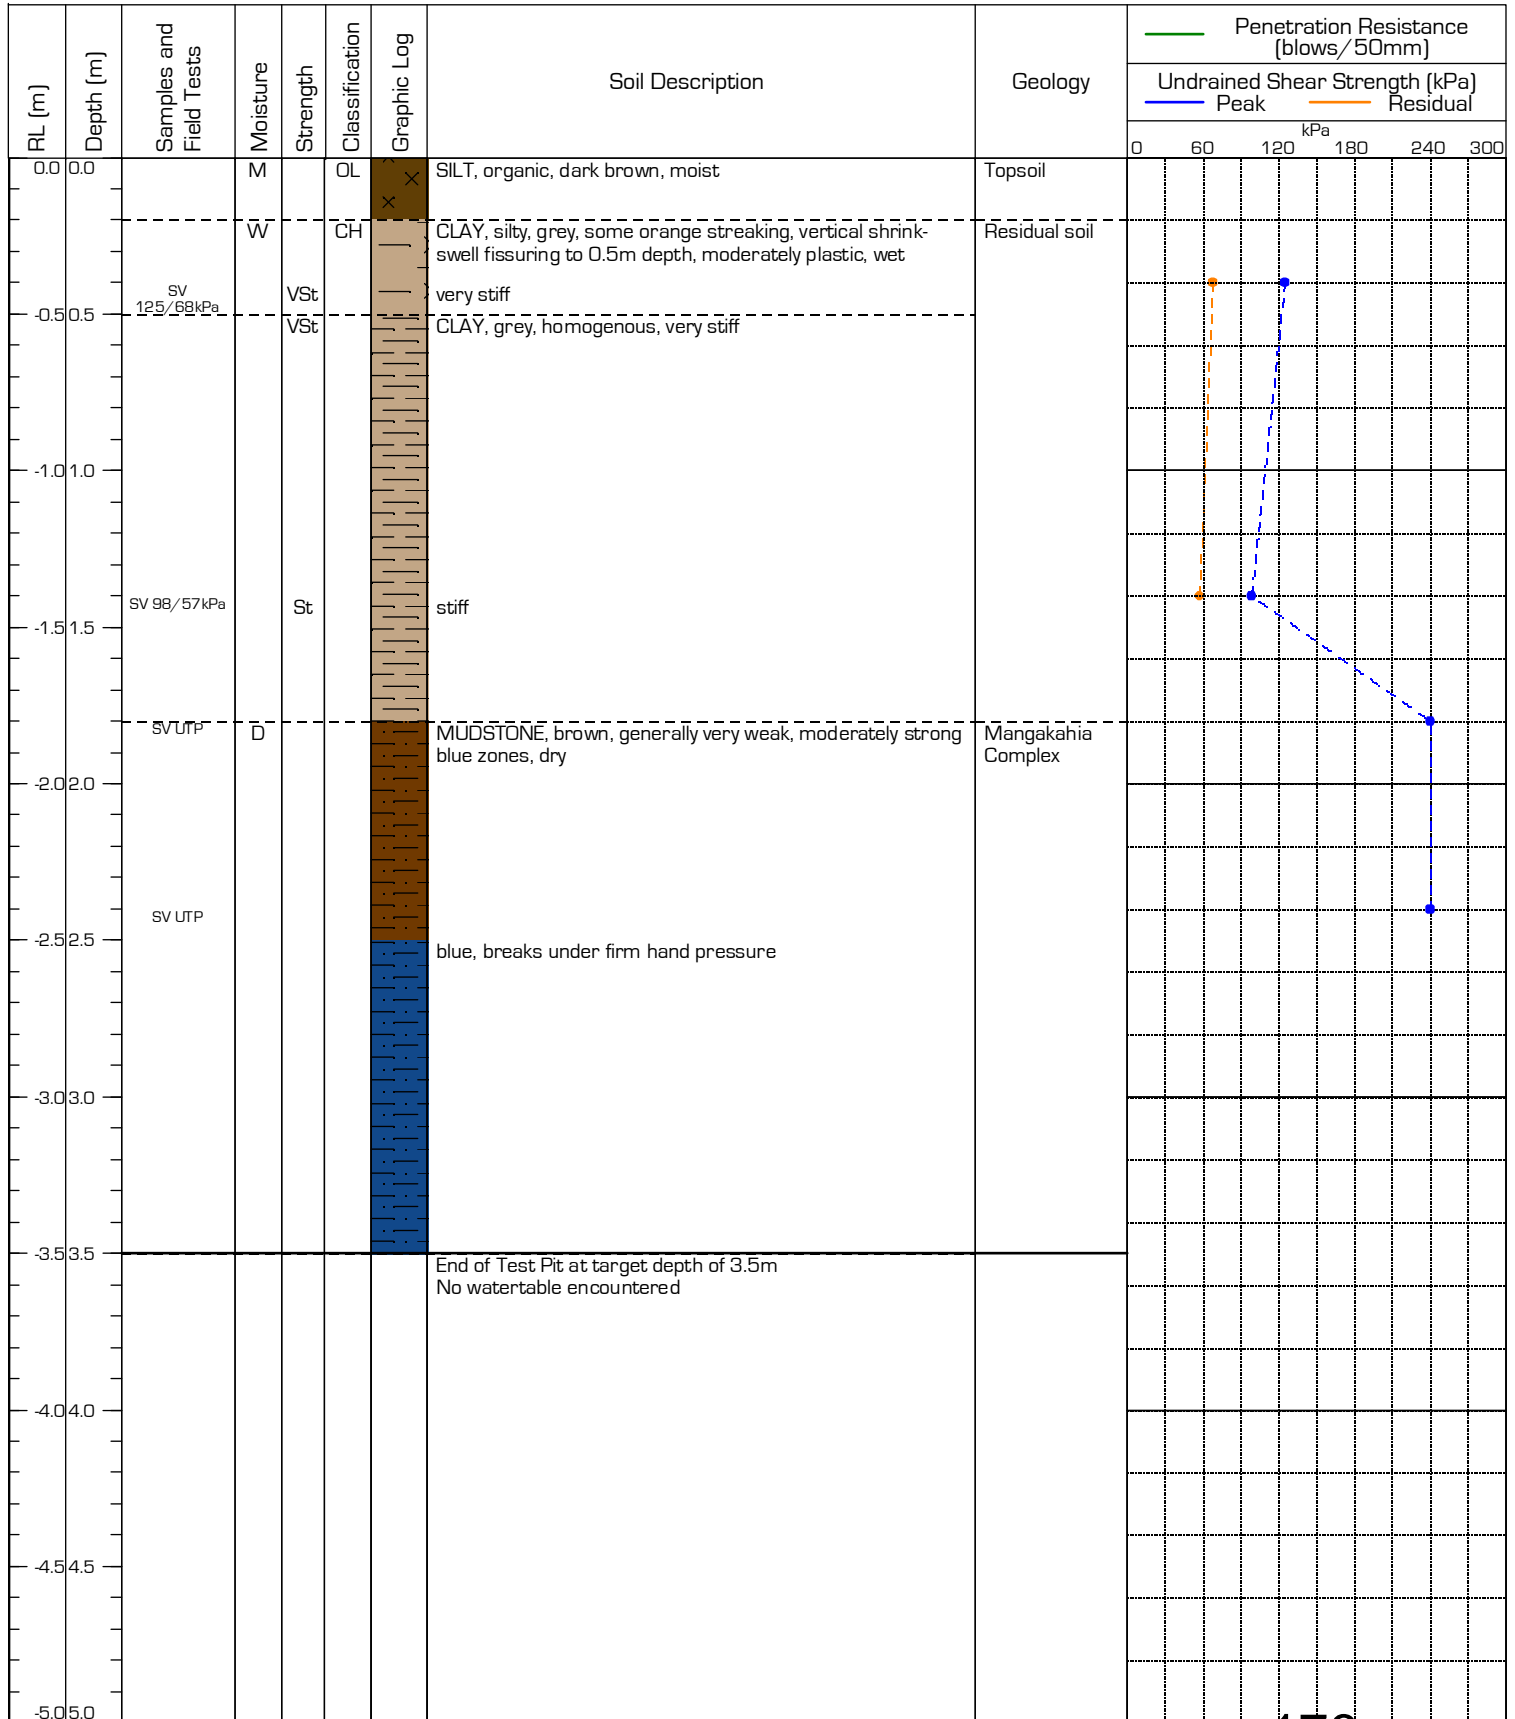 RL (m)
Depth (m)
Samples and
Field Tests
Moisture
Strength
Classification
Graphic Log
Soil Description
Geology
Penetration Resistance
(blows/50mm)
Undrained Shear Strength (kPa)
Peak Residual
kPa
0 60 120 180 240 300
0.0 0.0 M OL SILT, organic, dark brown, moist Topsoil
W CH CLAY, silty, grey, some orange streaking, vertical shrink- Residual soil
swell fissuring to 0.5m depth, moderately plastic, wet
SV
125/68kPa
VSt very stiff
-0.5 0.5
VSt CLAY, grey, homogenous, very stiff
-1.0 1.0
SV 98/57kPa St stiff
-1.5 1.5
SV UTP D MUDSTONE, brown, generally very weak, moderately strong Mangakahia
blue zones, dry Complex
-2.0 2.0
SV UTP
-2.5 2.5
blue, breaks under firm hand pressure
-3.0 3.0
-3.5 3.5
End of Test Pit at target depth of 3.5m
No watertable encountered
-4.0 4.0
-4.5 4.5
-5.0 5.0